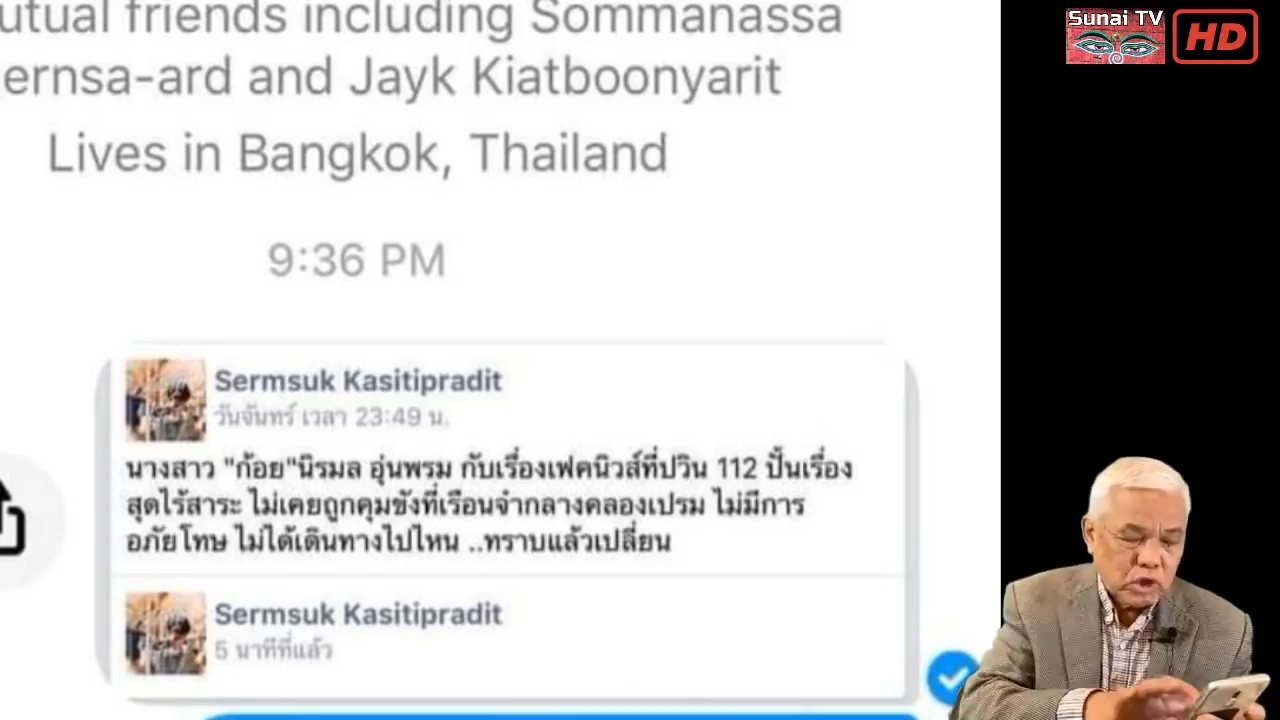 utual friends including Sommanassa
ernsa-ard and Jayk Kiatboonyarit
Lives in Bangkok, Thailand
9:36 PM
Sermsuk Kasitipradit
วันจันทร์ เวลา 23:49 น.
นางสาว "ก้อย"นิรมล อุ่นพรม กับเรื่องเฟคนิวส์ที่ปวิน 112 ปั้นเรื่อง
สุดไร้สาระ ไม่เคยถูกคุมขังที่เรือนจำกลางคลองเปรม ไม่มีการ
อภัยโทษ ไม่ได้เดินทางไปไหน ..ทราบแล้วเปลี่ยน
Sermsuk Kasitipradit
5 นาทีที่แล้ว
Sunai TV
HD